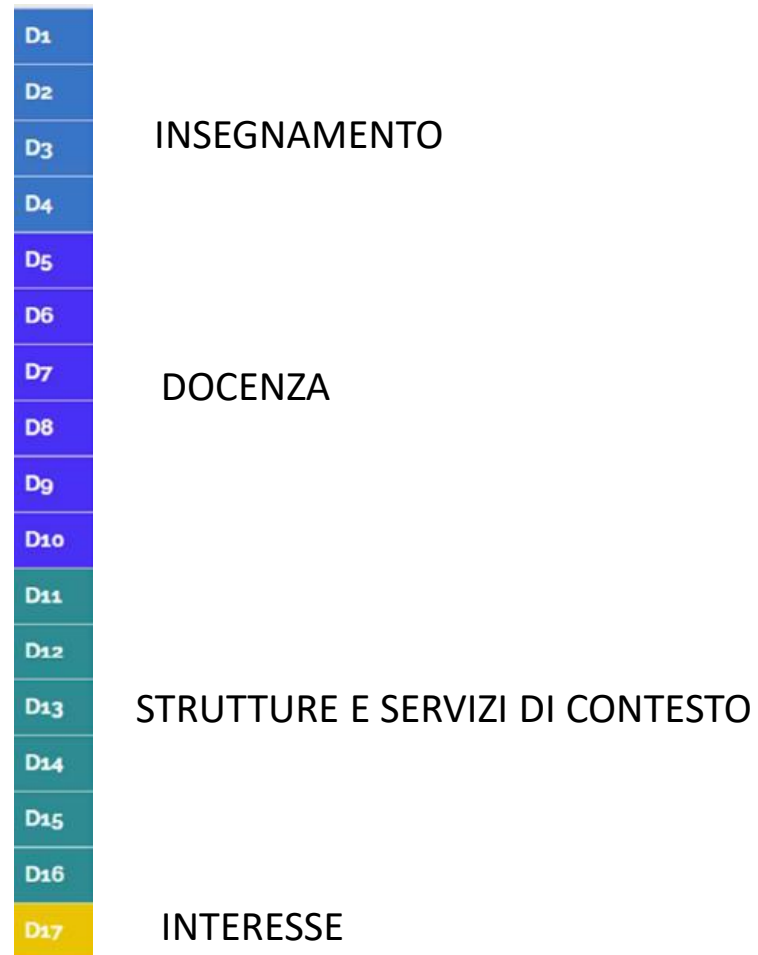 D1
D2
INSEGNAMENTO
D3
D4
D5
D6
D7
DOCENZA
D8
D9
D10
D11
D12
D13
STRUTTURE E SERVIZI DI CONTESTO
D14
D15
D16
D17
INTERESSE